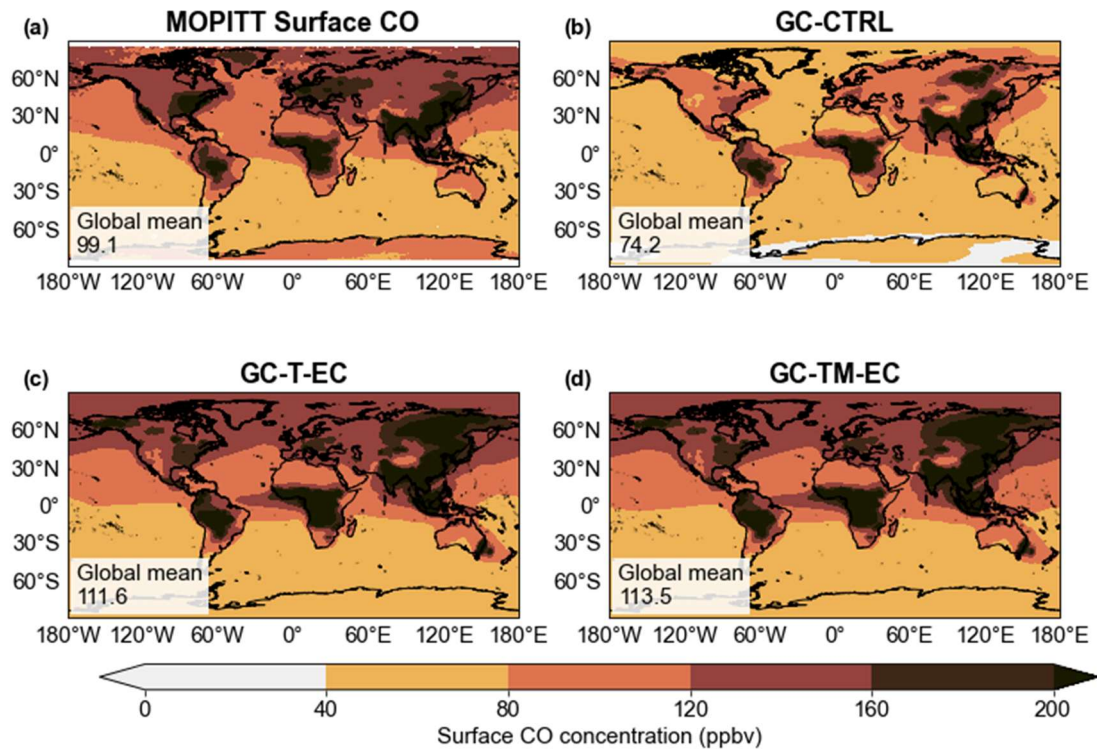 (a) MOPITT Surface CO
(b) GC-CTRL
60°N
30°N
0°
30°S
60°S
Global mean
99.1
180°W 120°W 60°W 0° 60°E 120°E 180°E
60°N
30°N
0°
30°S
60°S
Global mean
74.2
180°W 120°W 60°W 0° 60°E 120°E 180°E
(c) GC-T-EC
(d) GC-TM-EC
60°N
30°N
0°
30°S
60°S
Global mean
111.6
180°W 120°W 60°W 0° 60°E 120°E 180°E
60°N
30°N
0°
30°S
60°S
Global mean
113.5
180°W 120°W 60°W 0° 60°E 120°E 180°E
0 40 80 120 160 200
Surface CO concentration (ppbv)